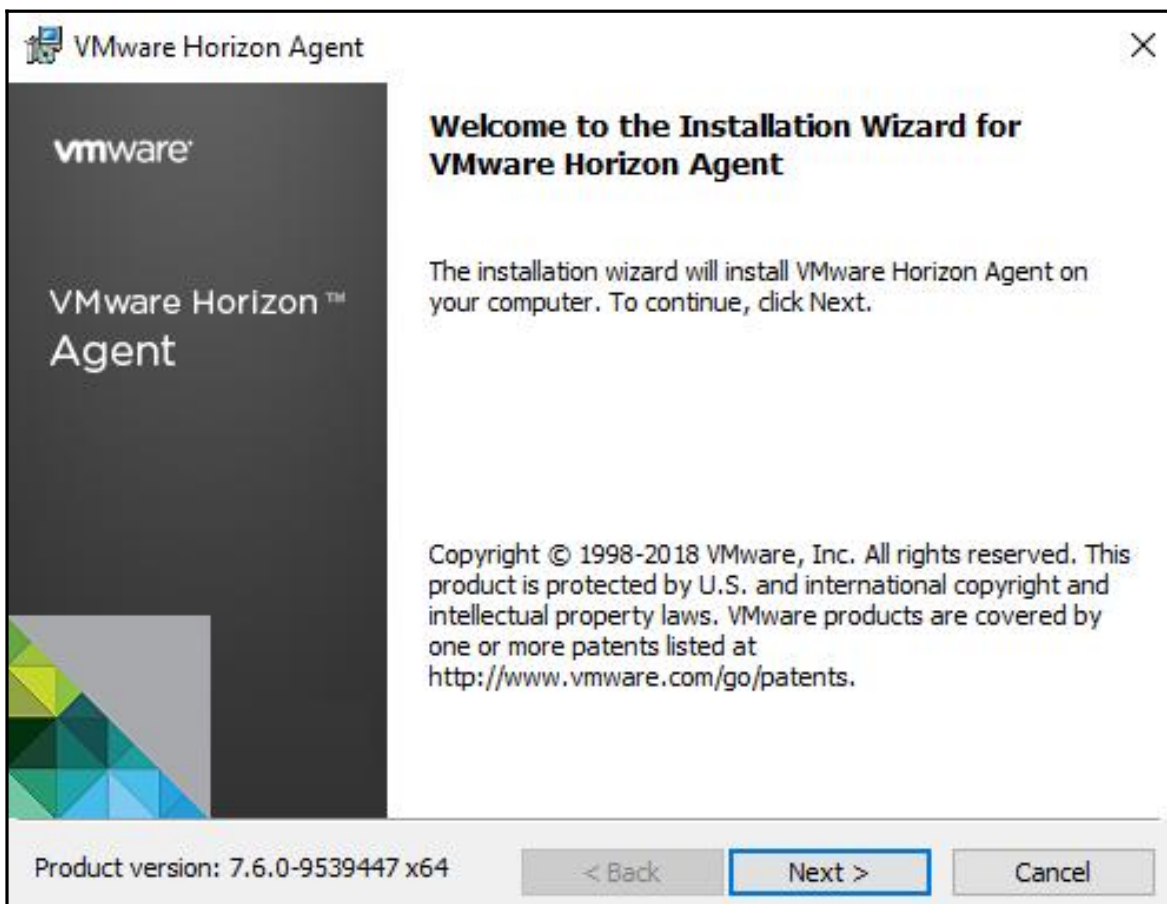 VMware Horizon Agent
vmware
VMware Horizon ™
Agent
Welcome to the Installation Wizard for
VMware Horizon Agent
The installation wizard will install VMware Horizon Agent on
your computer. To continue, click Next.
Copyright © 1998-2018 VMware, Inc. All rights reserved. This
product is protected by U.S. and international copyright and
intellectual property laws. VMware products are covered by
one or more patents listed at
http://www.vmware.com/go/patents.
Product version: 7.6.0-9539447 x64
< Back
Next >
Cancel